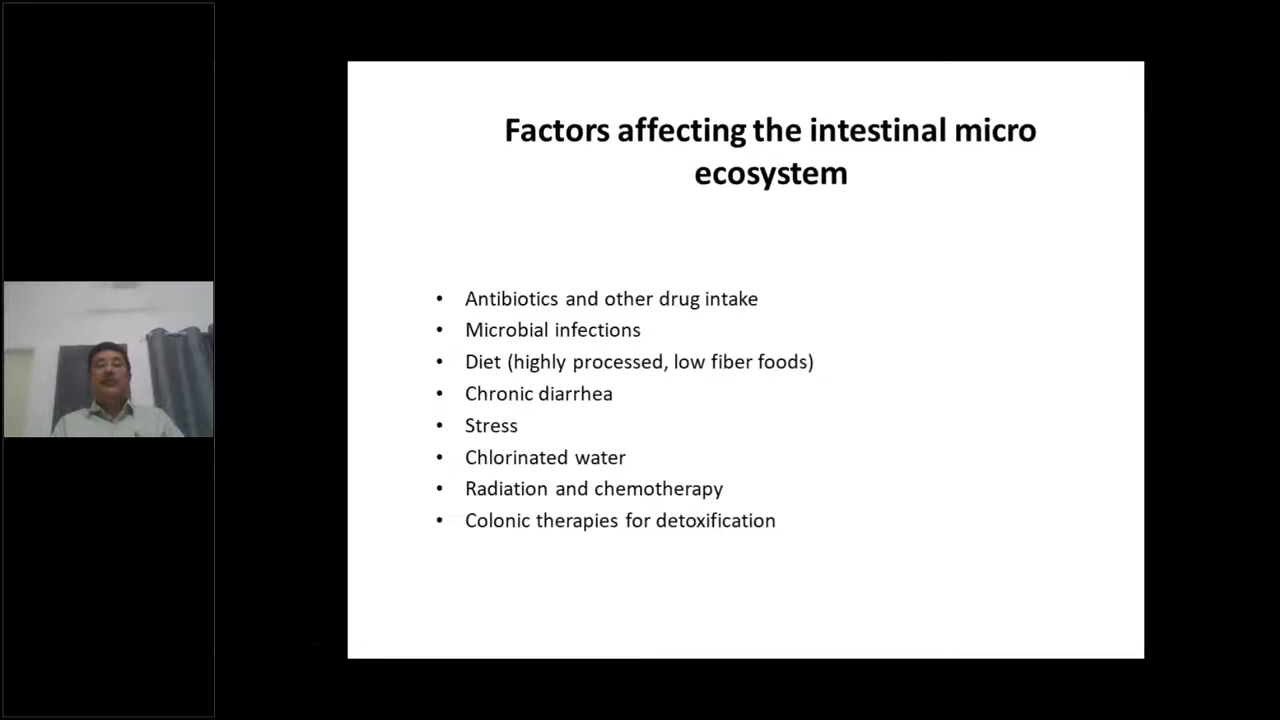 Factors affecting the intestinal micro
ecosystem
• Antibiotics and other drug intake
• Microbial infections
• Diet (highly processed, low fiber foods)
• Chronic diarrhea
• Stress
• Chlorinated water
• Radiation and chemotherapy
• Colonic therapies for detoxification